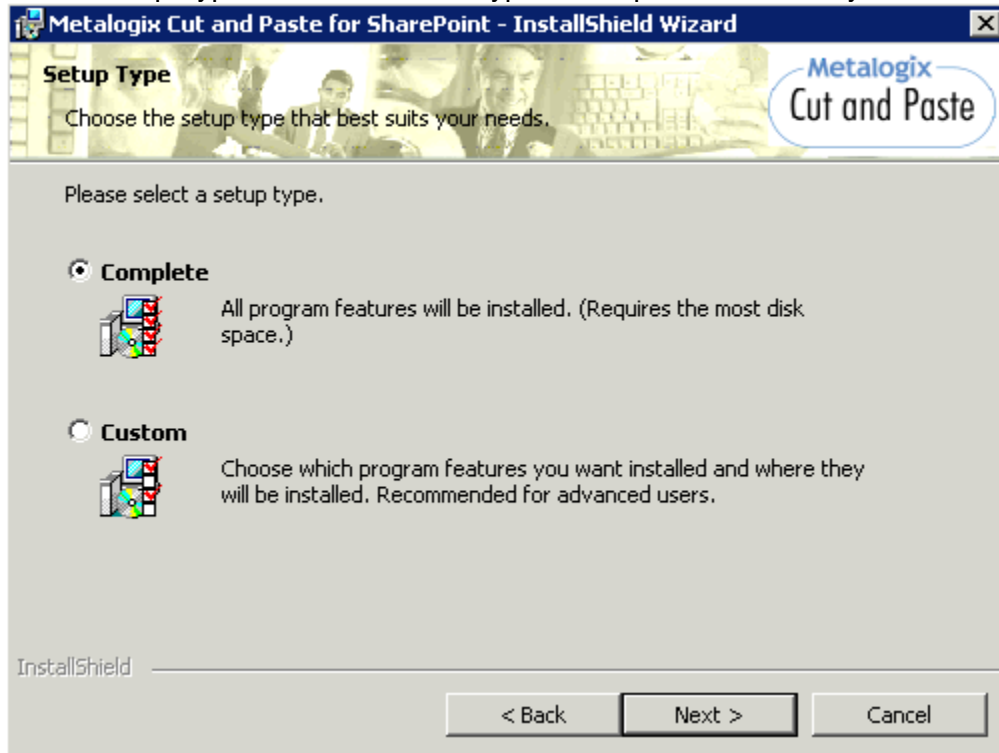 Metalogix Cut and Paste for SharePoint - InstallShield Wizard
Setup Type
Choose the setup type that best suits your needs.
Metalogix
Cut and Paste
Please select a setup type.
Complete
All program features will be installed. (Requires the most disk
space.)
Custom
Choose which program features you want installed and where they
will be installed. Recommended for advanced users.
InstallShield
< Back
Next >
Cancel